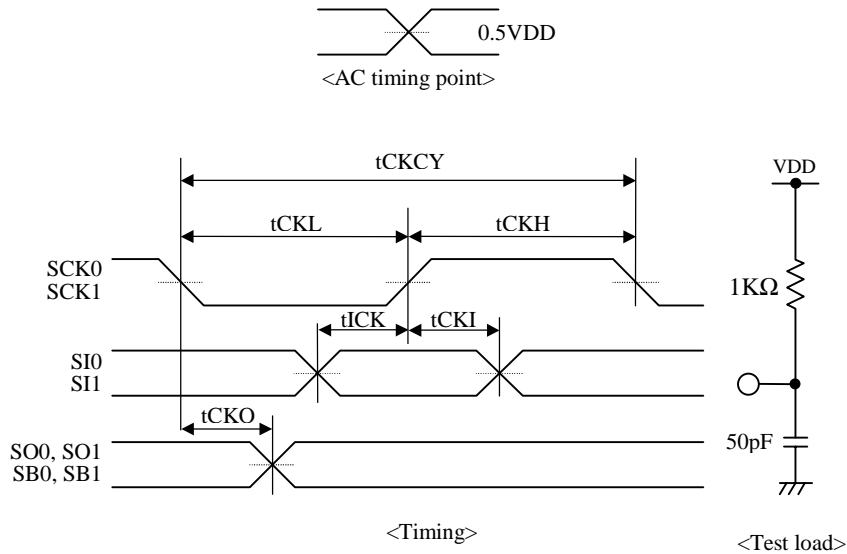 0.5VDD
<AC timing point>
tCKCY
VDD
tCKL
tCKH
SCK0
SCK1
1KΩ
tICK
tCKI
SI0
SI1
tCKO
SO0, SO1
SB0, SB1
50pF
<Timing>
<Test load>